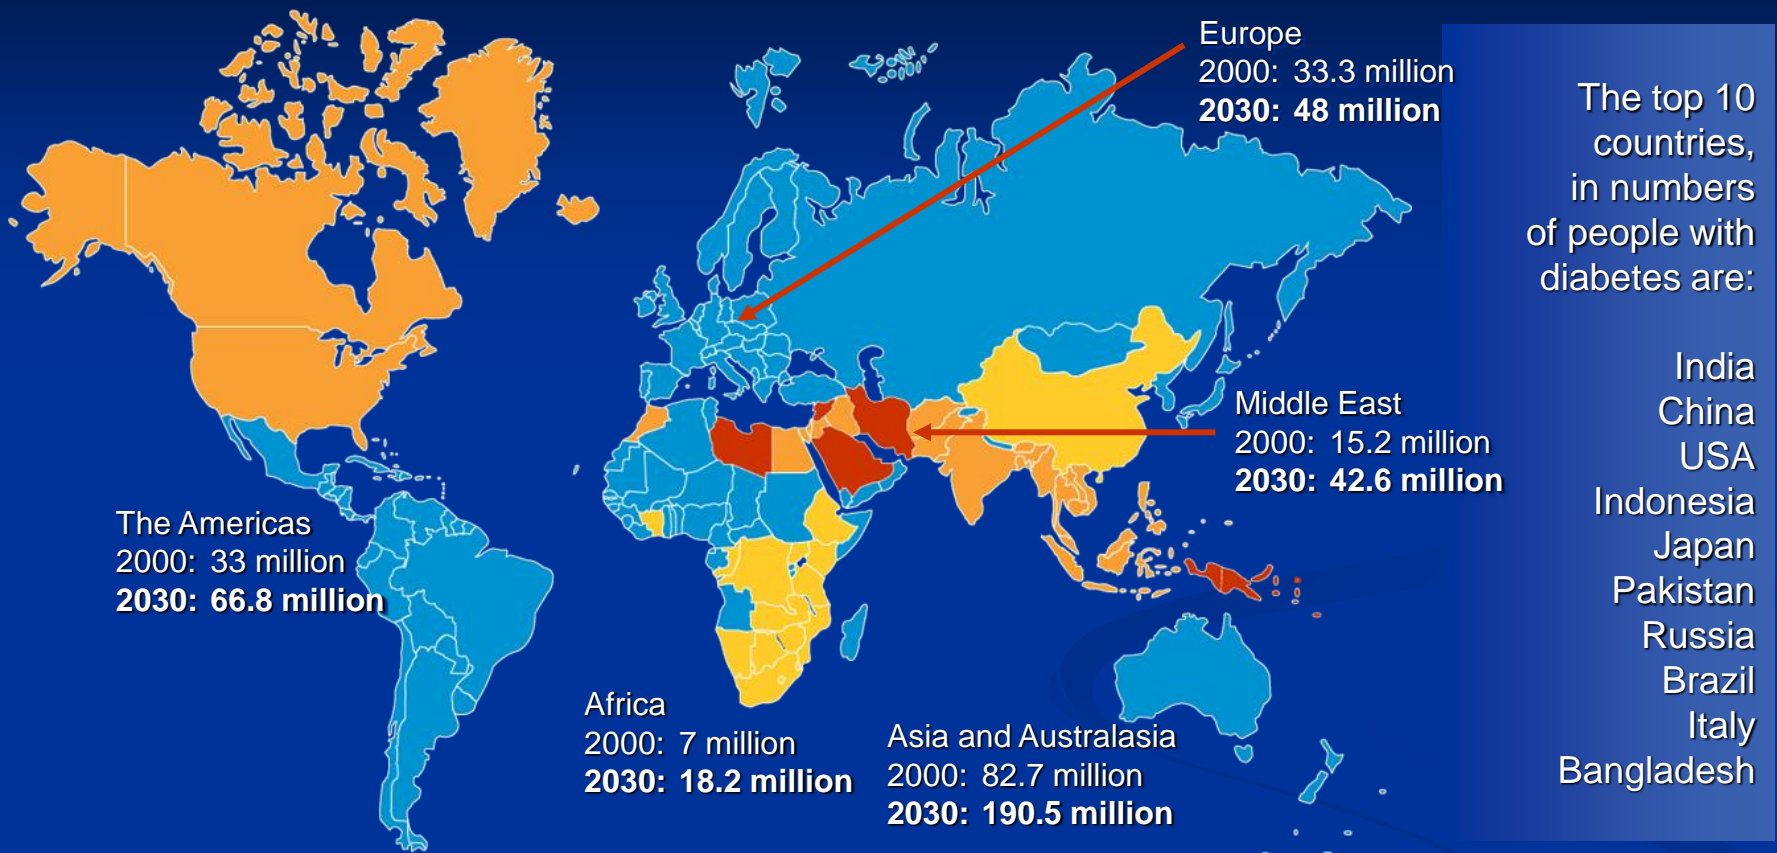 Europe
2000: 33.3 million
2030: 48 million
The top 10
countries,
in numbers
of people with
diabetes are:
India
China
USA
Indonesia
Japan
Pakistan
Russia
Brazil
Italy
Bangladesh
Middle East
2000: 15.2 million
2030: 42.6 million
The Americas
2000: 33 million
2030: 66.8 million
Africa
2000: 7 million
2030: 18.2 million
Asia and Australasia
2000: 82.7 million
2030: 190.5 million